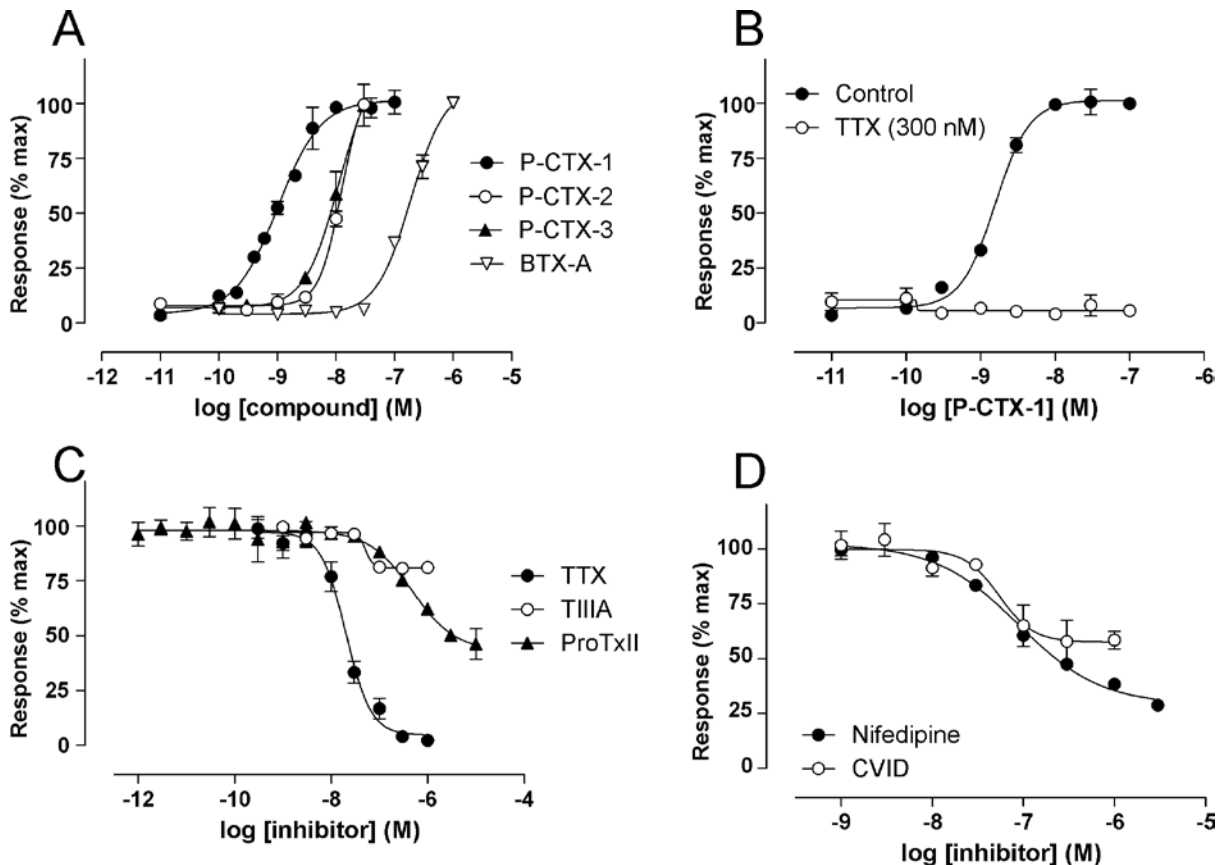 A
Response (% max)
100
75
50
25
0
P-CTX-1
P-CTX-2
P-CTX-3
BTX-A
-12 -11 -10 -9 -8 -7 -6 -5
log [compound] (M)
B
Response (% max)
100
75
50
25
0
Control
TTX (300 nM)
-11 -10 -9 -8 -7 -6
log [P-CTX-1] (M)
C
Response (% max)
100
75
50
25
0
TTX
TIIIA
ProTxII
-12 -10 -8 -6 -4
log [inhibitor] (M)
D
Response (% max)
100
75
50
25
0
Nifedipine
CVID
-9 -8 -7 -6 -5
log [inhibitor] (M)